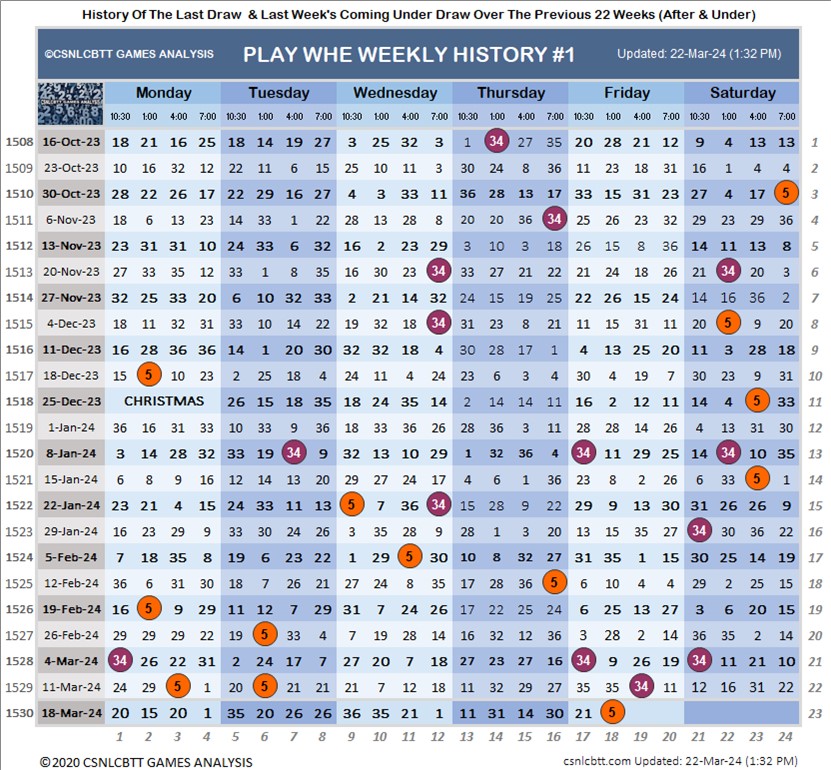 History Of The Last Draw & Last Week's Coming Under Draw Over The Previous 22 Weeks (After & Under)
©CSNLCBTT GAMES ANALYSIS PLAY WHE WEEKLY HISTORY #1 Updated: 22-Mar-24 (1:32 PM)
Monday Tuesday Wednesday Thursday Friday Saturday
10:30 1:00 4:00 7:00 10:30 1:00 4:00 8:00 10:30 1:00 4:00 7:00 10:30 1:00 4:00 7:00 10:30 1:00 4:00 7:00 10:30 1:00 4:00 7:00
1508 16-Oct-23 18 21 16 25 18 14 19 27 3 25 32 3 1 34 27 35 20 28 21 12 9 4 13 13 1
1509 23-Oct-23 10 16 32 12 22 11 6 15 25 10 11 3 30 24 8 36 11 23 18 31 16 1 4 4 2
1510 30-Oct-23 28 22 26 17 22 29 16 27 4 3 33 11 36 28 13 17 33 15 31 23 27 4 17 5 3
1511 6-Nov-23 18 6 13 23 14 33 1 22 28 13 28 8 20 20 36 34 25 26 23 32 29 23 29 36 4
1512 13-Nov-23 23 31 31 10 24 33 6 32 16 2 23 29 3 10 3 18 26 15 8 36 14 11 13 8 5
1513 20-Nov-23 27 33 35 12 33 1 8 35 16 30 23 34 33 27 21 22 21 24 18 26 21 34 20 3 6
1514 27-Nov-23 32 25 33 20 6 10 32 33 2 21 14 32 24 15 19 25 22 26 15 24 14 16 36 2 7
1515 4-Dec-23 18 11 31 31 33 10 14 22 19 32 18 34 31 23 8 21 11 15 31 11 20 5 9 20 8
1516 11-Dec-23 16 28 36 36 14 1 20 30 32 32 18 4 30 28 17 1 4 13 25 20 11 28 18 9
1517 18-Dec-23 15 5 10 23 2 25 18 4 24 11 4 24 23 6 3 4 30 4 19 7 30 23 9 31 10
1518 25-Dec-23 CHRISTMAS 26 15 18 35 18 24 35 14 2 14 14 11 16 2 12 11 14 4 5 33 11
1519 1-Jan-24 36 16 31 33 10 33 9 36 18 33 36 26 28 36 3 11 28 28 14 26 4 13 31 30 12
1520 8-Jan-24 3 14 28 32 33 19 34 9 32 13 10 29 1 32 36 4 34 11 29 25 14 34 10 35 13
1521 15-Jan-24 6 8 9 16 12 14 13 20 29 27 24 17 4 6 1 36 23 8 2 26 6 33 5 1 14
1522 22-Jan-24 23 21 4 15 24 33 11 13 5 7 36 34 15 28 9 22 29 9 13 30 31 26 26 9 15
1523 29-Jan-24 16 23 29 9 33 30 24 26 3 35 28 9 28 1 3 20 13 15 35 27 34 30 36 22 16
1524 5-Feb-24 7 18 35 8 19 6 23 22 1 29 5 30 10 8 32 27 31 35 1 15 30 25 14 19 17
1525 12-Feb-24 36 6 31 30 18 7 26 21 27 24 8 35 17 28 36 5 6 10 4 4 29 2 25 15 18
1526 19-Feb-24 16 5 9 29 11 12 7 29 31 7 24 26 17 22 25 24 6 25 13 27 3 6 20 15 19
1527 26-Feb-24 29 29 29 22 19 5 33 4 7 19 28 14 16 32 12 36 3 28 2 14 36 35 2 14 20
1528 4-Mar-24 34 26 22 31 2 24 17 7 27 20 7 18 27 23 27 16 34 9 26 19 34 11 21 10 21
1529 11-Mar-24 24 29 5 1 20 5 21 21 21 7 12 18 11 32 29 27 35 35 34 11 12 16 31 22 22
1530 18-Mar-24 20 15 20 1 35 20 26 26 36 35 21 1 11 31 14 30 21 5 23
1 2 3 4 5 6 7 8 9 10 11 12 13 14 15 16 17 18 19 20 21 22 23 24
©2020 CSNLCBTT GAMES ANALYSIS csnlcbtt.com Updated: 22-Mar-24 (1:32 PM)